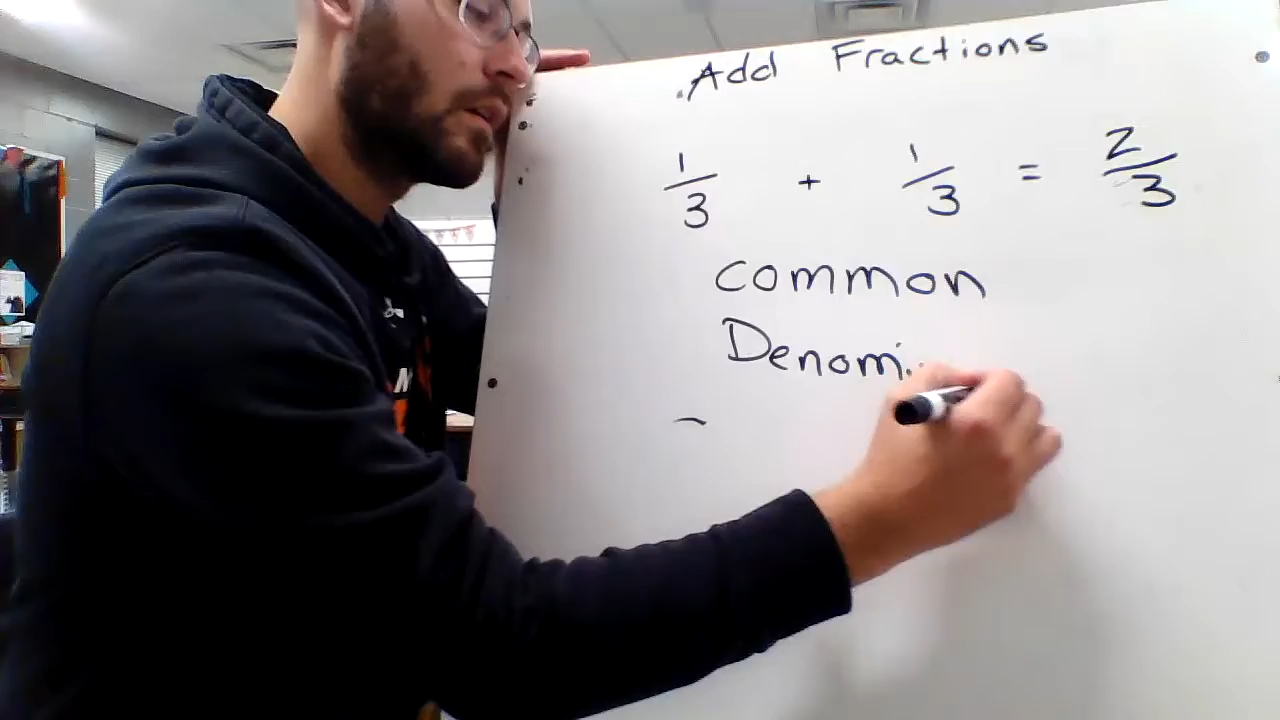 Add Fractions
1/3 + 1/3 = 2/3
common
Denomi